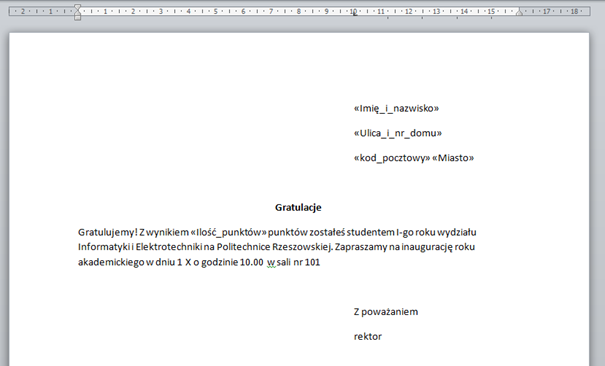 2 1 1 2 3 4 5 6 7 8 9 10 11 12 13 14 15 17 18
«Imię_i_nazwisko»
«Ulica_i_nr_domu»
«kod_pocztowy» «Miasto»
Gratulacje
Gratulujemy! Z wynikiem «Ilość_punktów» punktów zostałeś studentem I-go roku wydziału
Informatyki i Elektrotechniki na Politechnice Rzeszowskiej. Zapraszamy na inaugurację roku
akademickiego w dniu 1 X o godzinie 10.00 w sali nr 101
Z poważaniem
rektor